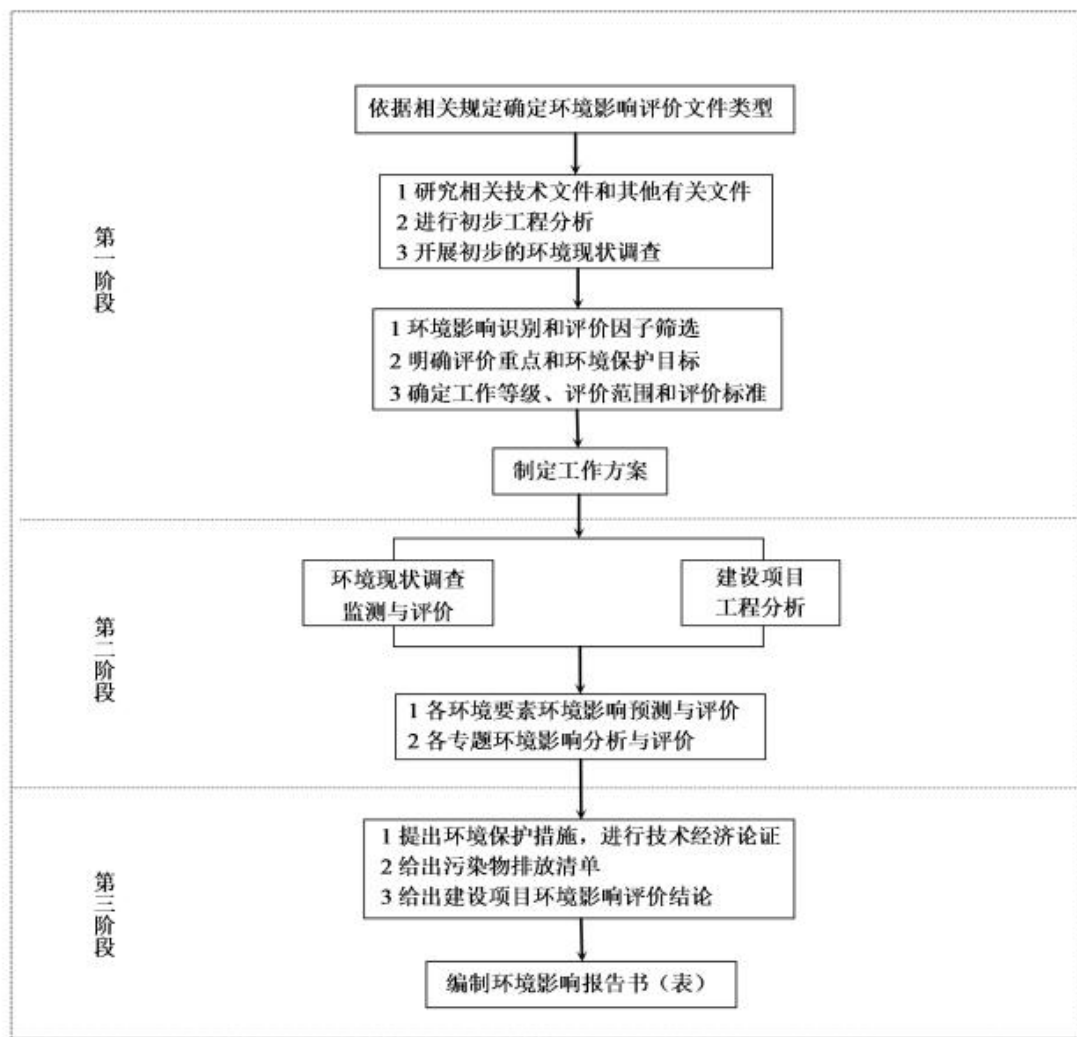 依据相关规定确定环境影响评价文件类型
1 研究相关技术文件和其他有关文件
2 进行初步工程分析
3 开展初步的环境现状调查
第一阶段
1 环境影响识别和评价因子筛选
2 明确评价重点和环境保护目标
3 确定工作等级、评价范围和评价标准
制定工作方案
第二阶段
环境现状调查
监测与评价
建设项目
工程分析
1 各环境要素环境影响预测与评价
2 各专题环境影响分析与评价
第三阶段
1 提出环境保护措施，进行技术经济论证
2 给出污染物排放清单
3 给出建设项目环境影响评价结论
编制环境影响报告书（表）